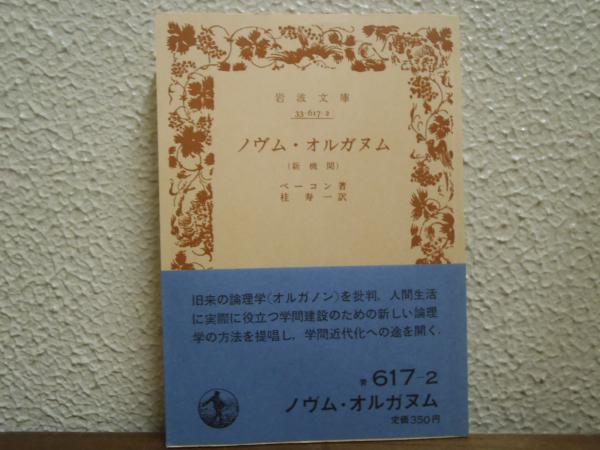 岩波文庫
33-617-2
ノヴム・オルガヌム
(新機関)
ベーコン著
桂寿一訳
旧来の論理学(オルガノン)を批判、人間生活
に実際に役立つ学問建設のための新しい論理
学の方法を提唱し、学問近代化への途を開く.
青 617-2
ノヴム・オルガヌム
定価350円